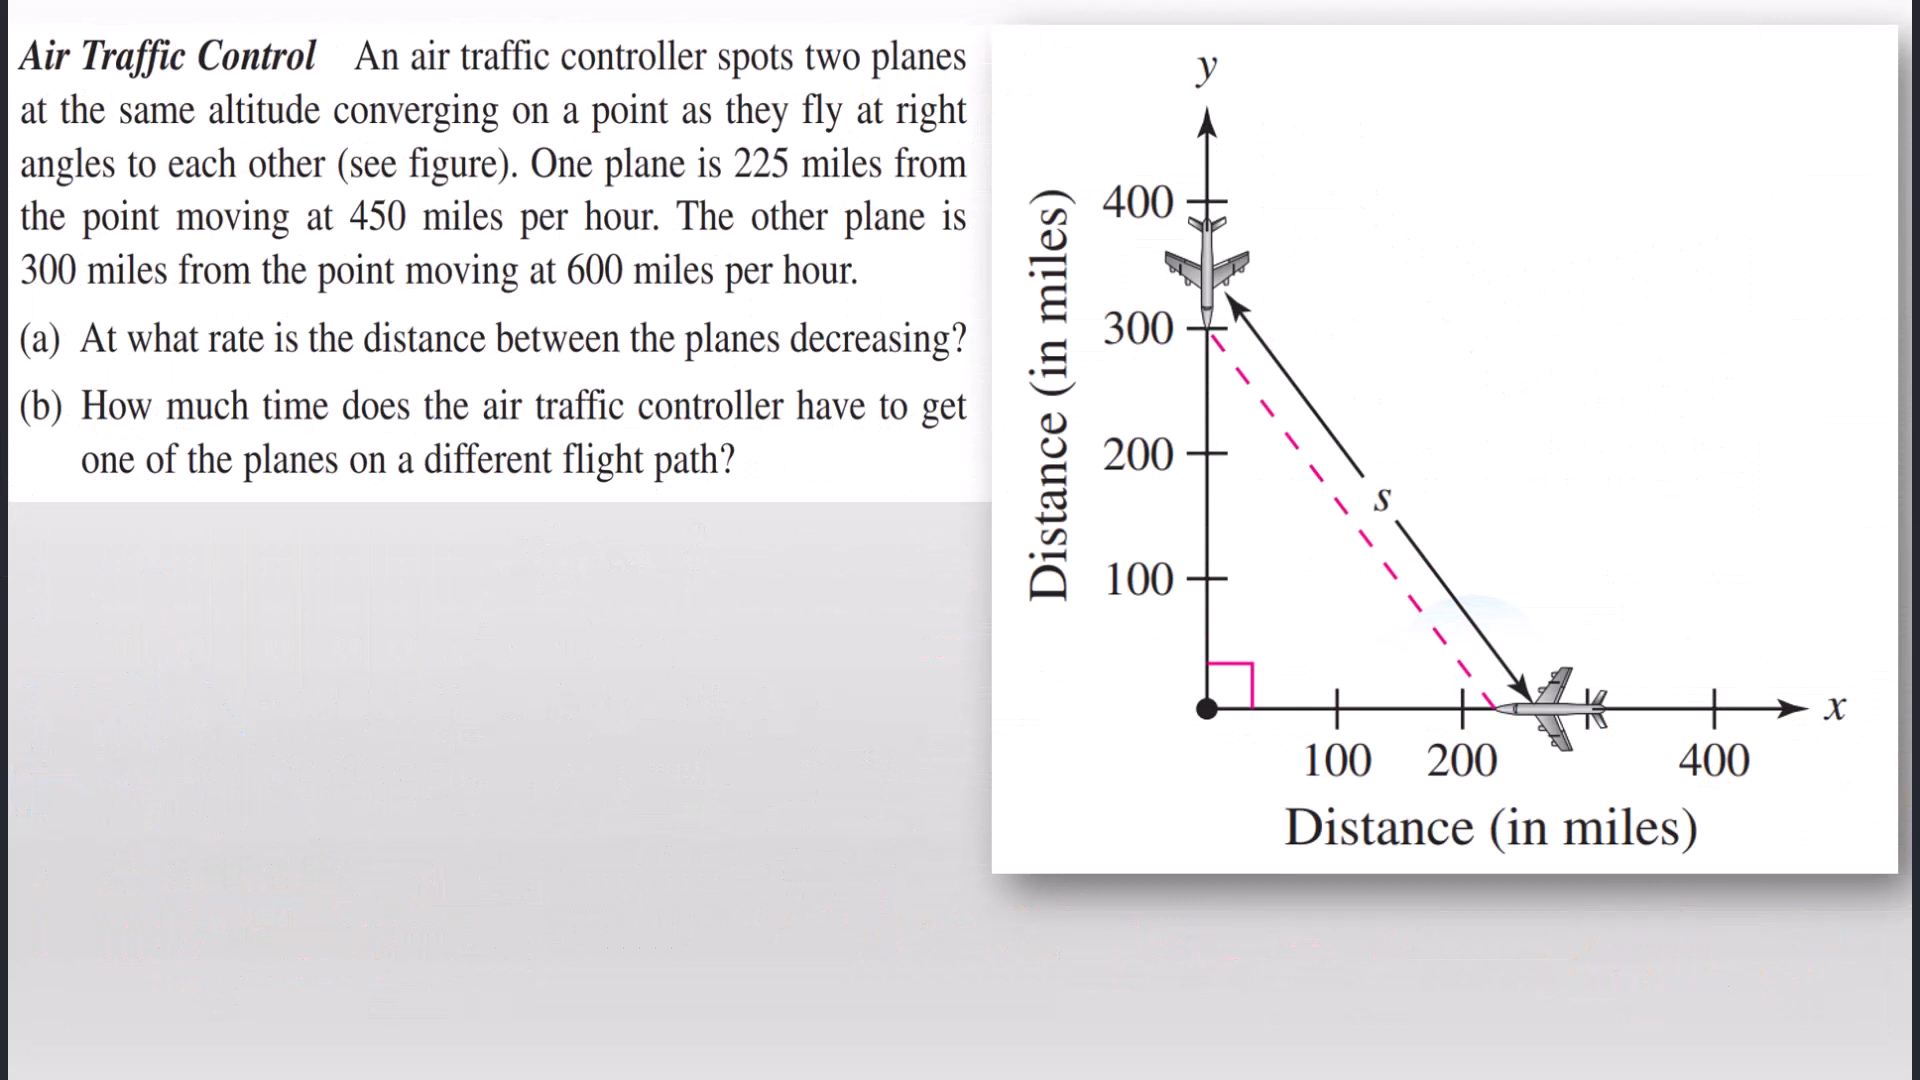 Air Traffic Control An air traffic controller spots two planes
at the same altitude converging on a point as they fly at right
angles to each other (see figure). One plane is 225 miles from
the point moving at 450 miles per hour. The other plane is
300 miles from the point moving at 600 miles per hour.
(a) At what rate is the distance between the planes decreasing?
(b) How much time does the air traffic controller have to get
one of the planes on a different flight path?
y
Distance (in miles)
400
300
200
100
s
x
100 200 400
Distance (in miles)